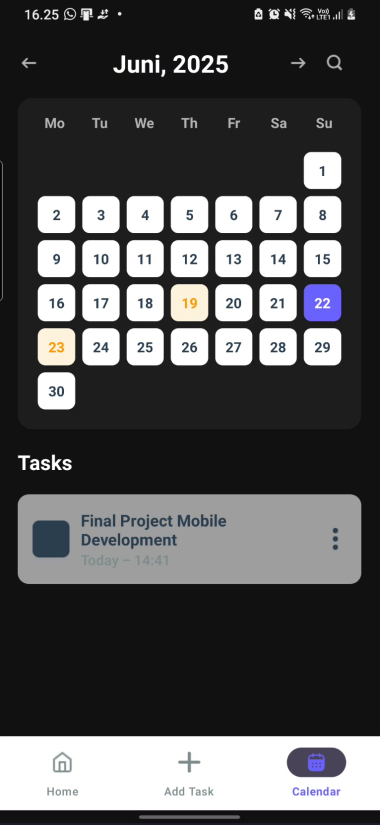 16.25
VoI) LTE1
Juni, 2025
Mo Tu We Th Fr Sa Su
1
2 3 4 5 6 7 8
9 10 11 12 13 14 15
16 17 18 19 20 21 22
23 24 25 26 27 28 29
30
Tasks
Final Project Mobile
Development
Today – 14:41
Home Add Task Calendar